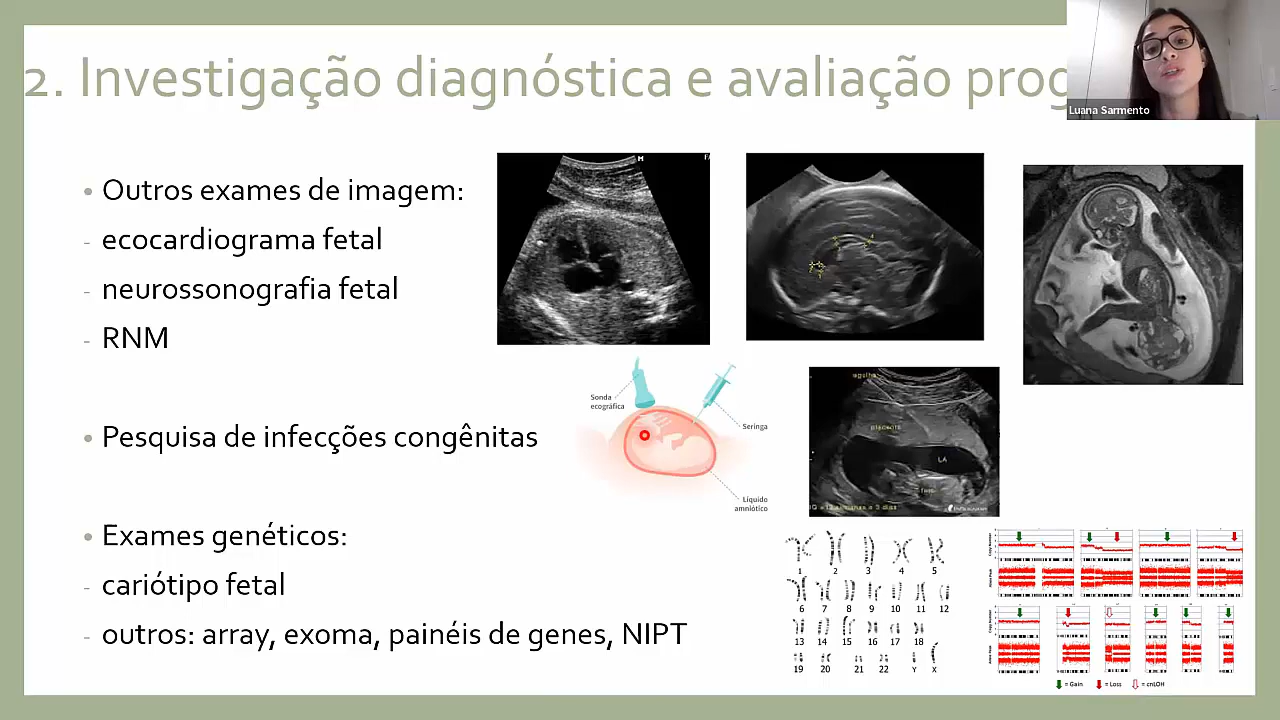 2. Investigação diagnóstica e avaliação prog
Luana Sarmento
• Outros exames de imagem:
- ecocardiograma fetal
- neurossonografia fetal
- RNM
• Pesquisa de infecções congênitas
• Exames genéticos:
- cariótipo fetal
- outros: array, exoma, painéis de genes, NIPT
M
Sonda
ecográfica
Seringa
Líquido
amniótico
agulha
placenta
LA
1 2 3 4 5
6 7 8 9 10 11 12
13 14 15 16 17 18
19 20 21 22 Y X
= Gain = Loss = cnLOH